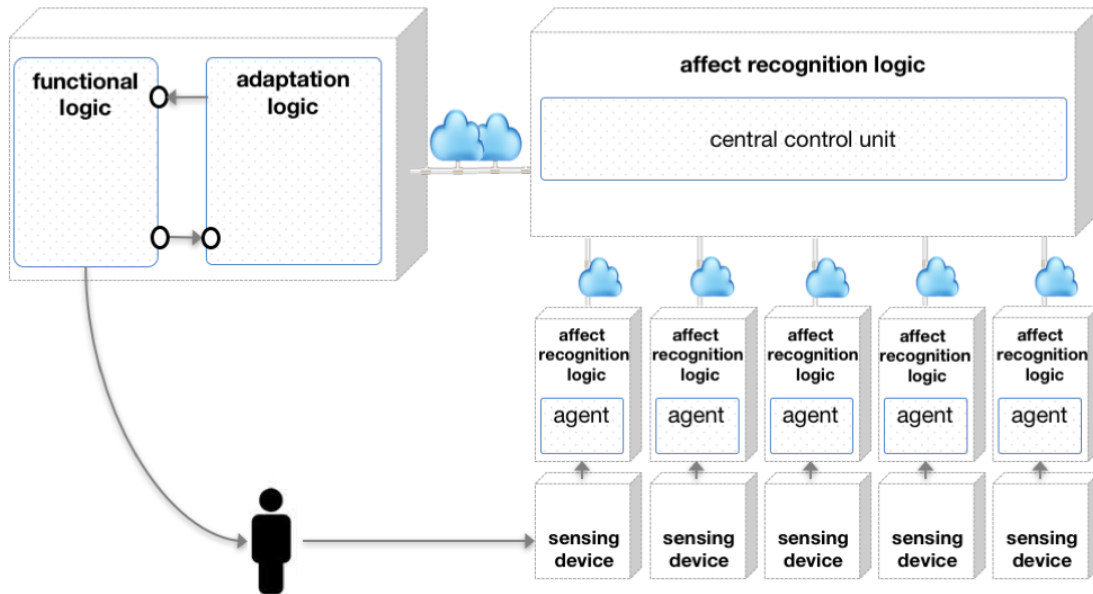 functional
logic
adaptation
logic
affect recognition logic
central control unit
affect
recognition
logic
agent
affect
recognition
logic
agent
affect
recognition
logic
agent
affect
recognition
logic
agent
affect
recognition
logic
agent
sensing
device
sensing
device
sensing
device
sensing
device
sensing
device